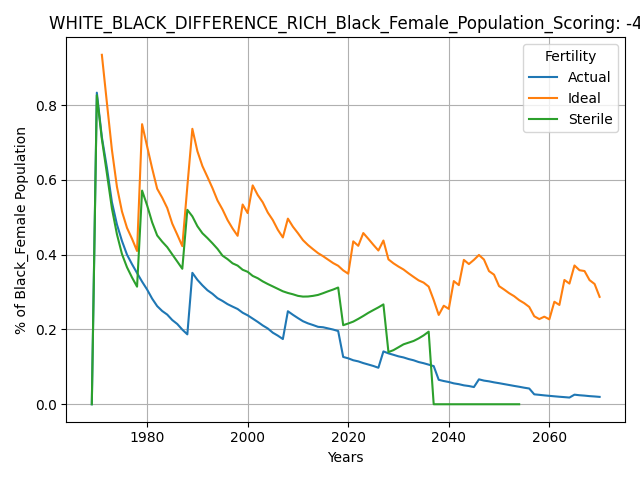 WHITE_BLACK_DIFFERENCE_RICH_Black_Female_Population_Scoring: -4
Fertility
Actual
Ideal
Sterile
% of Black_Female Population
0.8
0.6
0.4
0.2
0.0
1980 2000 2020 2040 2060
Years